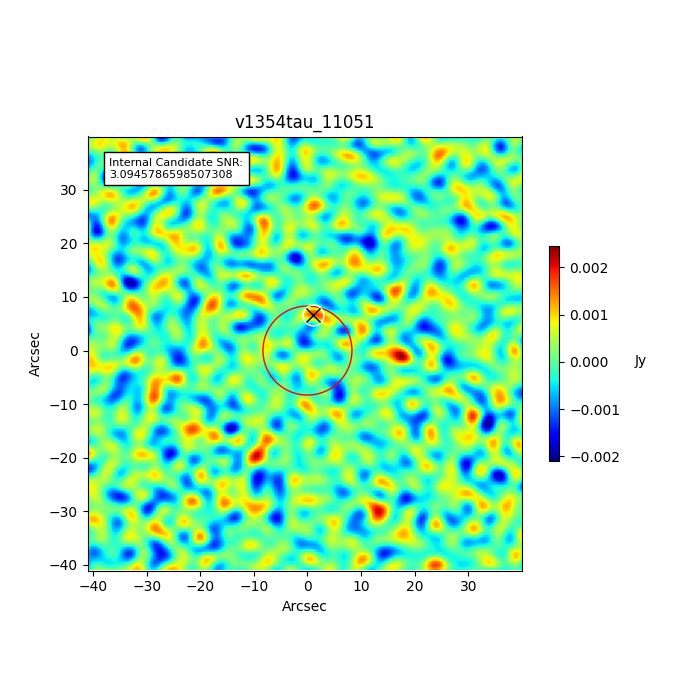 v1354tau_11051
Internal Candidate SNR:
3.0945786598507308
30
20
10
0
−10
−20
−30
−40
Arcsec
−40 −30 −20 −10 0 10 20 30
Arcsec
0.002
0.001
0.000
−0.001
−0.002
Jy